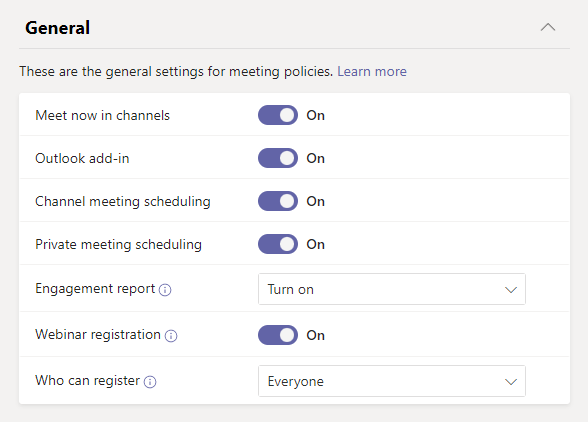 General
These are the general settings for meeting policies. Learn more
Meet now in channels On
Outlook add-in On
Channel meeting scheduling On
Private meeting scheduling On
Engagement report Turn on
Webinar registration On
Who can register Everyone